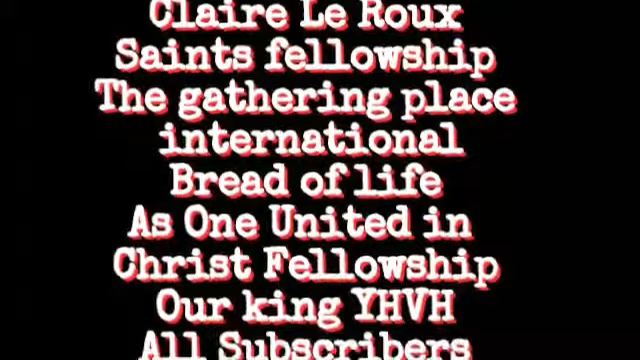 Claire Le Roux
Saints fellowship
The gathering place
international
Bread of life
As One United in
Christ Fellowship
Our king YHVH
All Subscribers